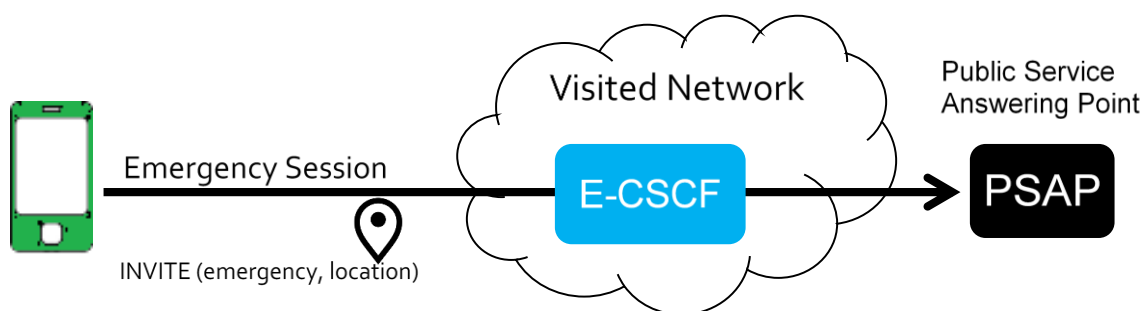 Visited Network
Public Service
Answering Point
Emergency Session
E-CSCF
PSAP
INVITE (emergency, location)